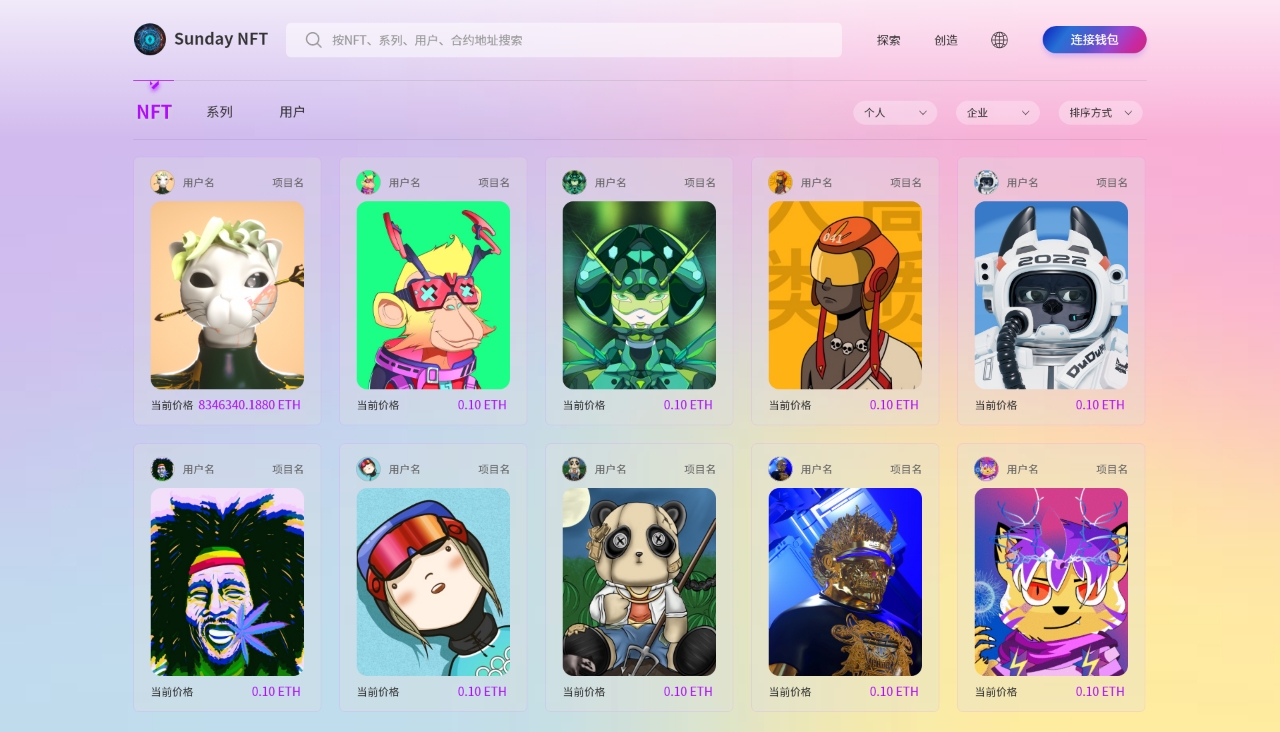 Sunday NFT
按NFT、系列、用户、合约地址搜索
探索
创造
连接钱包
NFT
系列
用户
个人
企业
排序方式
用户名 项目名
用户名 项目名
用户名 项目名
用户名 项目名
用户名 项目名
041
人高
类质
2022
DuDuMo
当前价格 8346340.1880 ETH
当前价格 0.10 ETH
当前价格 0.10 ETH
当前价格 0.10 ETH
当前价格 0.10 ETH
用户名 项目名
用户名 项目名
用户名 项目名
用户名 项目名
用户名 项目名
当前价格 0.10 ETH
当前价格 0.10 ETH
当前价格 0.10 ETH
当前价格 0.10 ETH
当前价格 0.10 ETH